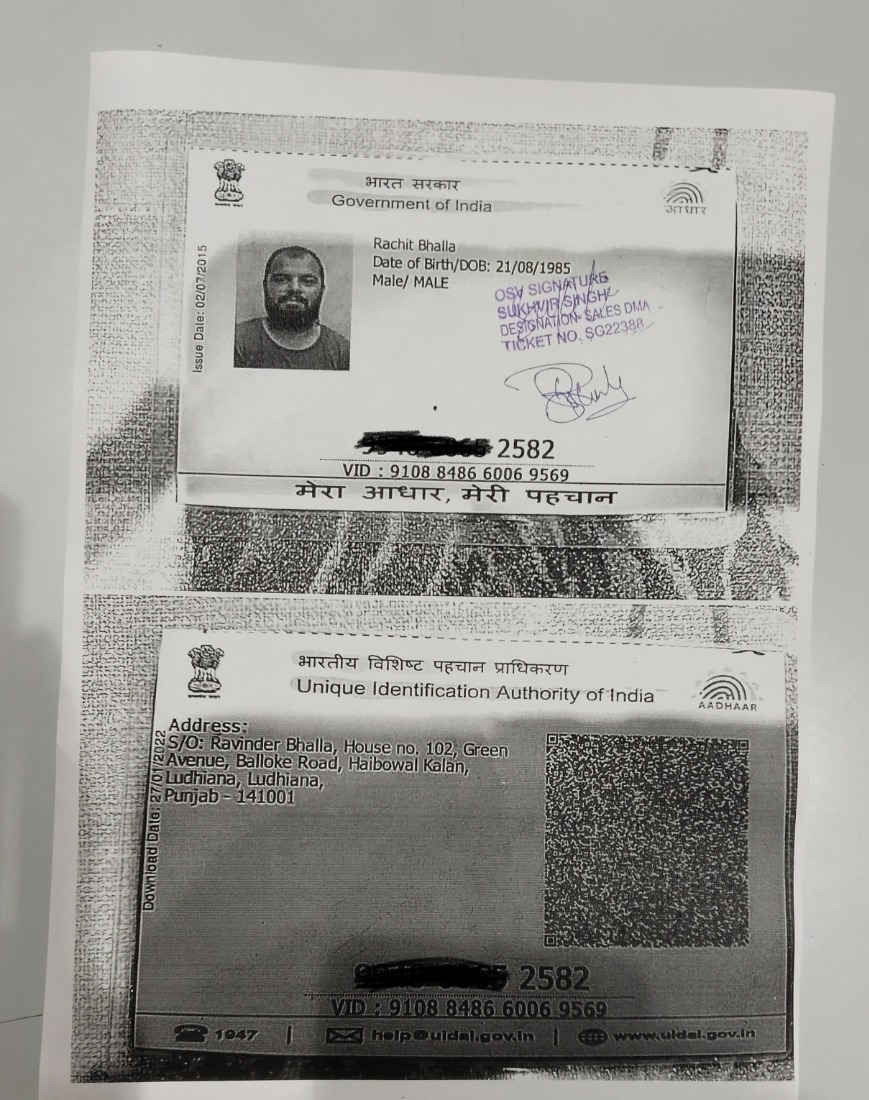 भारत सरकार
Government of India
आधार
Issue Date: 02/07/2015
Rachit Bhalla
Date of Birth/DOB: 21/08/1985
Male/ MALE
OSV SIGNATURE
SUKHVIR SINGH
DESIGNATION- SALES DMA
TICKET NO. SG22388
2582
VID : 9108 8486 6006 9569
मेरा आधार, मेरी पहचान
भारतीय विशिष्ट पहचान प्राधिकरण
Unique Identification Authority of India
AADHAAR
Download Date: 27/01/2022
Address:
S/O: Ravinder Bhalla, House no. 102, Green
Avenue, Balloke Road, Haibowal Kalan,
Ludhiana, Ludhiana,
Punjab - 141001
2582
VID : 9108 8486 6006 9569
1947 | help@uidai.gov.in | www.uidai.gov.in